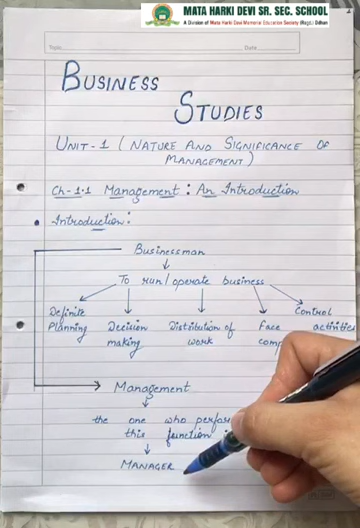 MATA HARKI DEVI SR. SEC. SCHOOL
A Division of Mata Harki Devi Memorial Education Society (Regd.) Odhan
Topic
Date
BUSINESS
STUDIES
UNIT-1 (NATURE AND SIGNIFICANCE OF
MANAGEMENT)
Ch-1.1 Management : An Introduction
• Introduction :
Businessman
To run/operate business
Definite Planning
Decision making
Distribution of work
Face
Control activities
Management
the one who
this function
MANAGER